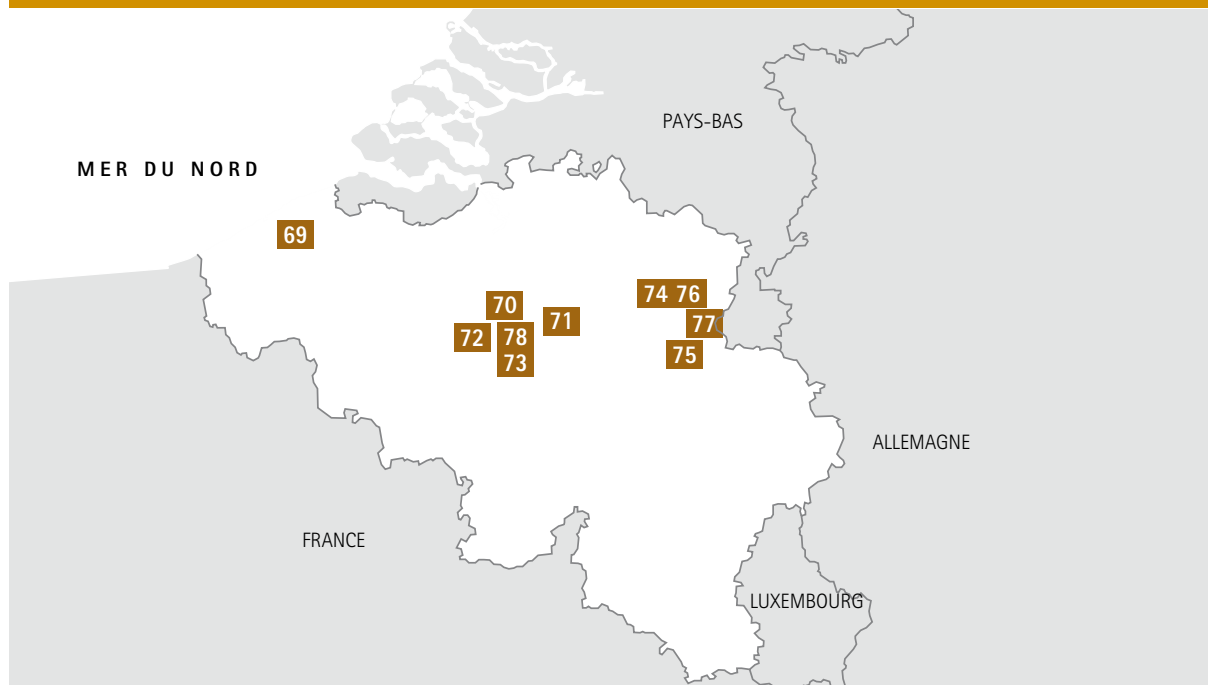 PAYS-BAS
MER DU NORD
69
74 76
70
71
77
72
78
75
73
ALLEMAGNE
FRANCE
LUXEMBOURG